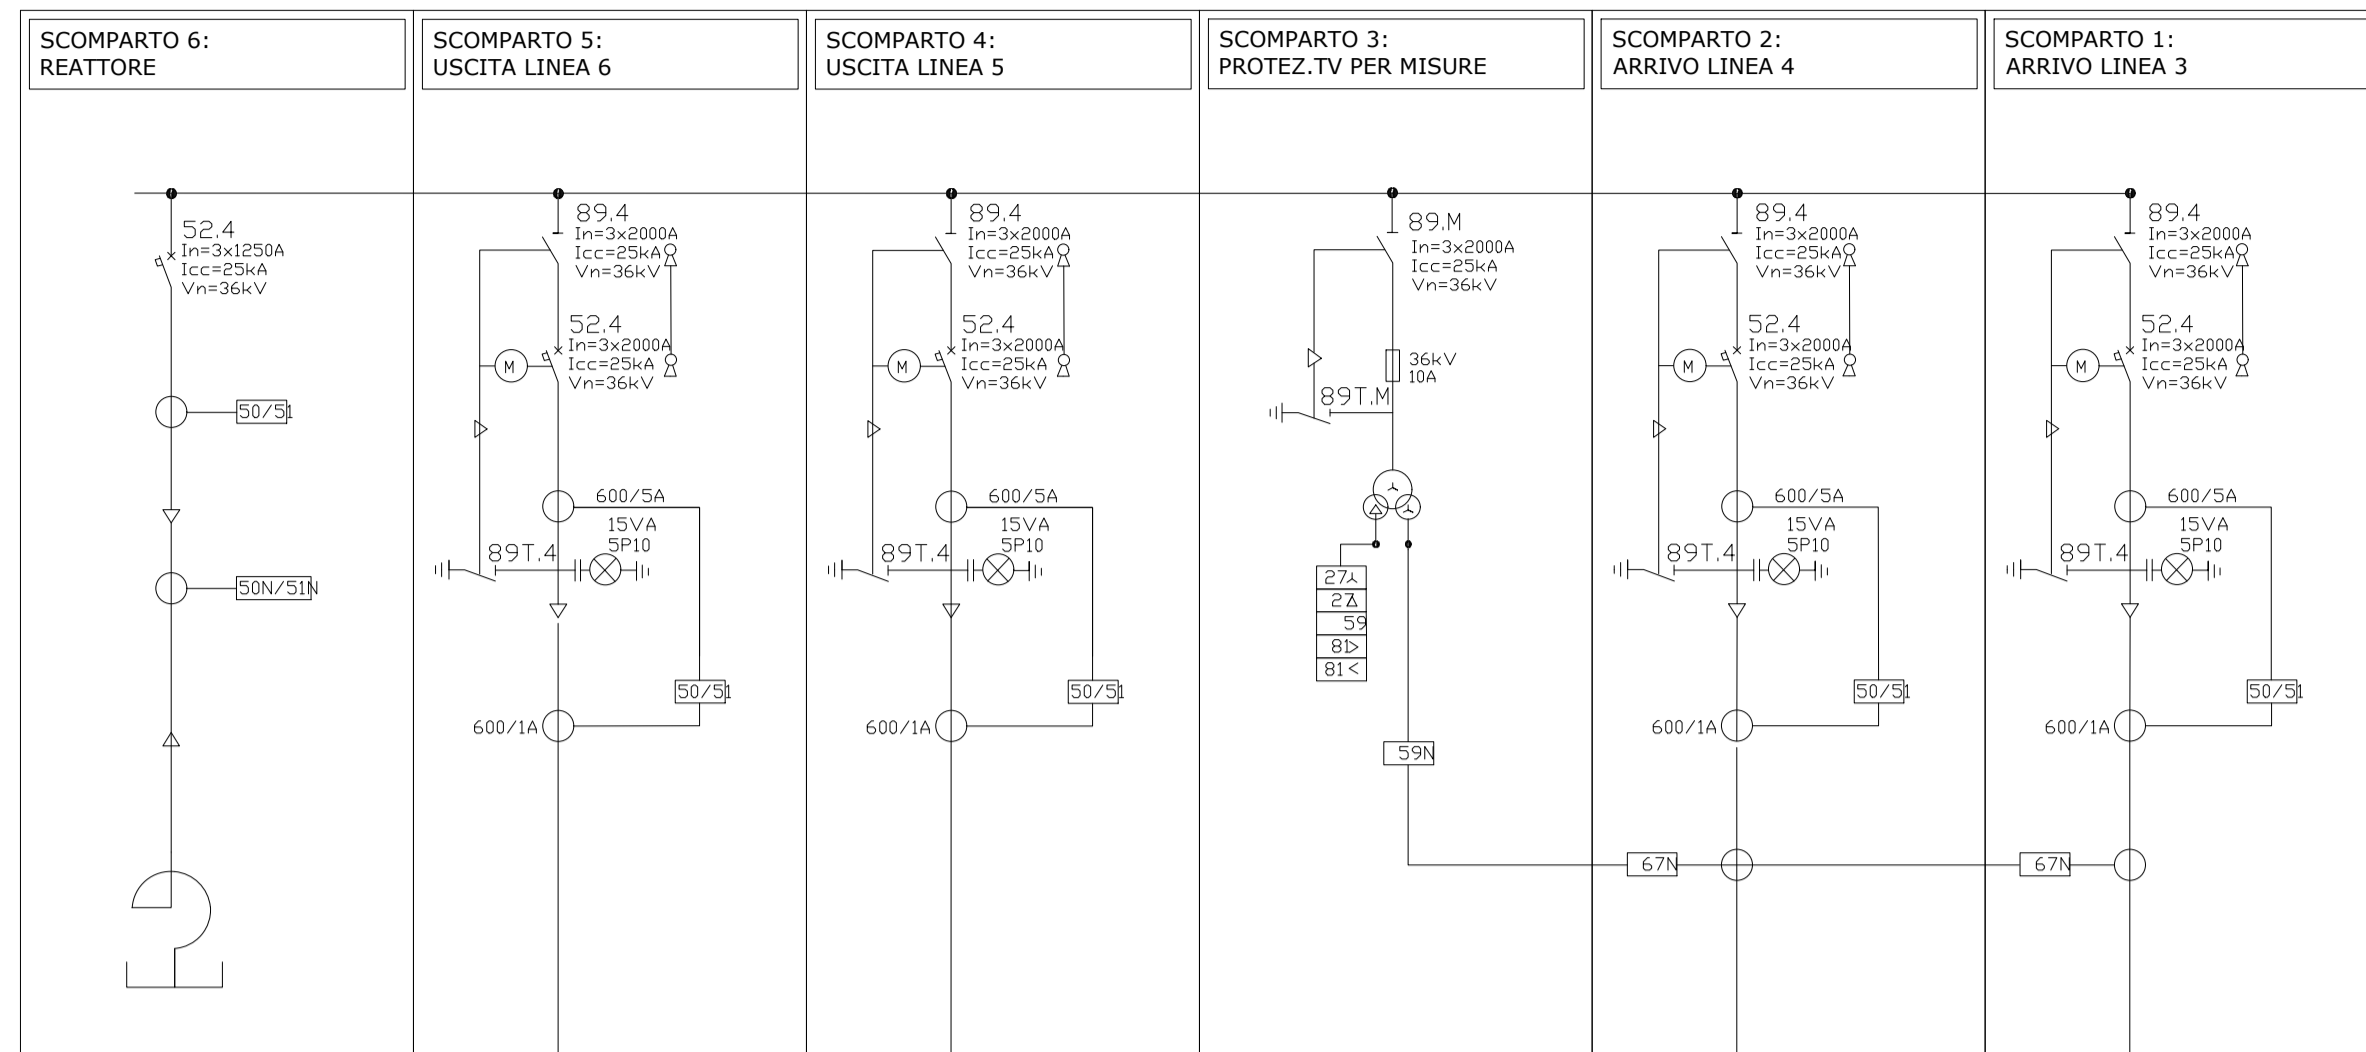 SCOMPARTO 6:
REATTORE
52.4
In=3x1250A
Icc=25kA
Vn=36kV
50/51
50N/51N
SCOMPARTO 5:
USCITA LINEA 6
89.4
In=3x2000A
Icc=25kA
Vn=36kV
52.4
In=3x2000A
Icc=25kA
Vn=36kV
M
600/5A
15VA
5P10
89T.4
50/51
600/1A
SCOMPARTO 4:
USCITA LINEA 5
89.4
In=3x2000A
Icc=25kA
Vn=36kV
52.4
In=3x2000A
Icc=25kA
Vn=36kV
M
600/5A
15VA
5P10
89T.4
50/51
600/1A
SCOMPARTO 3:
PROTEZ.TV PER MISURE
89.M
In=3x2000A
Icc=25kA
Vn=36kV
36kV
10A
89T.M
27
27
59
81>
81<
59N
SCOMPARTO 2:
ARRIVO LINEA 4
89.4
In=3x2000A
Icc=25kA
Vn=36kV
52.4
In=3x2000A
Icc=25kA
Vn=36kV
M
600/5A
15VA
5P10
89T.4
50/51
600/1A
67N
SCOMPARTO 1:
ARRIVO LINEA 3
89.4
In=3x2000A
Icc=25kA
Vn=36kV
52.4
In=3x2000A
Icc=25kA
Vn=36kV
M
600/5A
15VA
5P10
89T.4
50/51
600/1A
67N